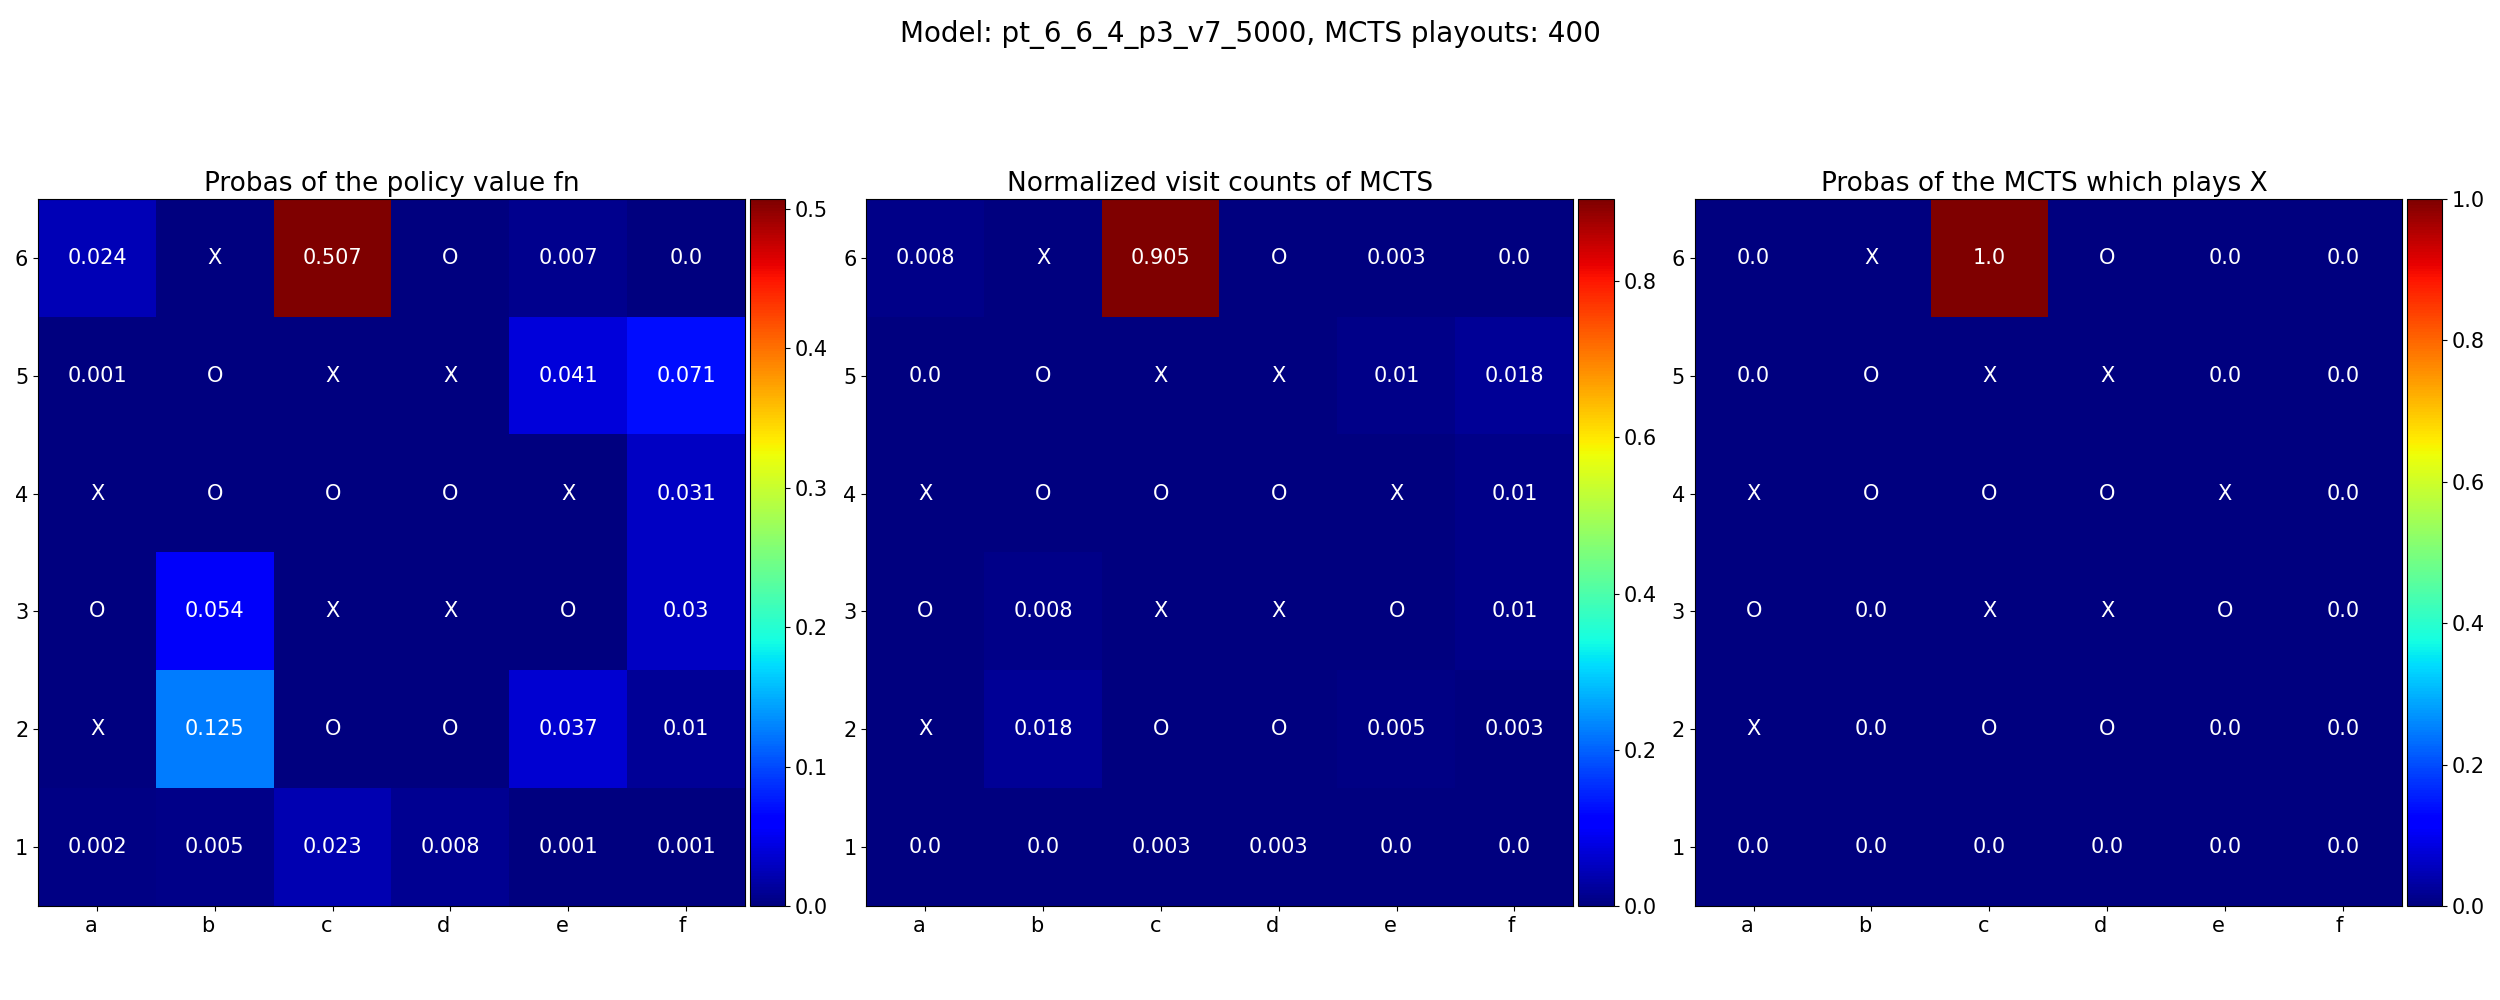 Model: pt_6_6_4_p3_v7_5000, MCTS playouts: 400
Probas of the policy value fn
6 0.024 X 0.507 O 0.007 0.0
5 0.001 O X X 0.041 0.071
4 X O O O X 0.031
3 O 0.054 X X O 0.03
2 X 0.125 O O 0.037 0.01
1 0.002 0.005 0.023 0.008 0.001 0.001
a b c d e f
0.5
0.4
0.3
0.2
0.1
0.0
Normalized visit counts of MCTS
6 0.008 X 0.905 O 0.003 0.0
5 0.0 O X X 0.01 0.018
4 X O O O X 0.01
3 O 0.008 X X O 0.01
2 X 0.018 O O 0.005 0.003
1 0.0 0.0 0.003 0.003 0.0 0.0
a b c d e f
0.8
0.6
0.4
0.2
0.0
Probas of the MCTS which plays X
6 0.0 X 1.0 O 0.0 0.0
5 0.0 O X X 0.0 0.0
4 X O O O X 0.0
3 O 0.0 X X O 0.0
2 X 0.0 O O 0.0 0.0
1 0.0 0.0 0.0 0.0 0.0 0.0
a b c d e f
1.0
0.8
0.6
0.4
0.2
0.0